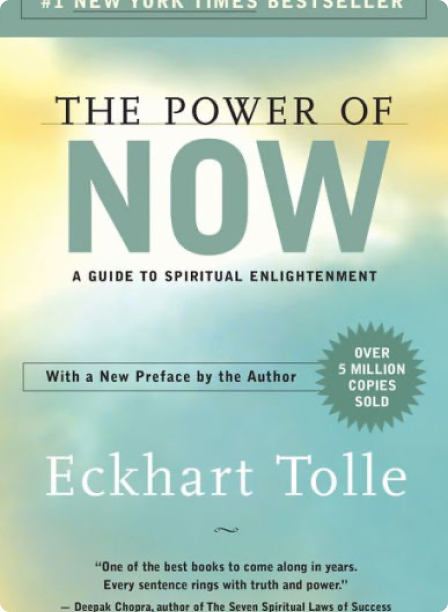 #1 NEW YORK TIMES BESTSELLER
THE POWER OF
NOW
A GUIDE TO SPIRITUAL ENLIGHTENMENT
With a New Preface by the Author
OVER
5 MILLION
COPIES
SOLD
Eckhart Tolle
“One of the best books to come along in years.
Every sentence rings with truth and power.”
— Deepak Chopra, author of The Seven Spiritual Laws of Success